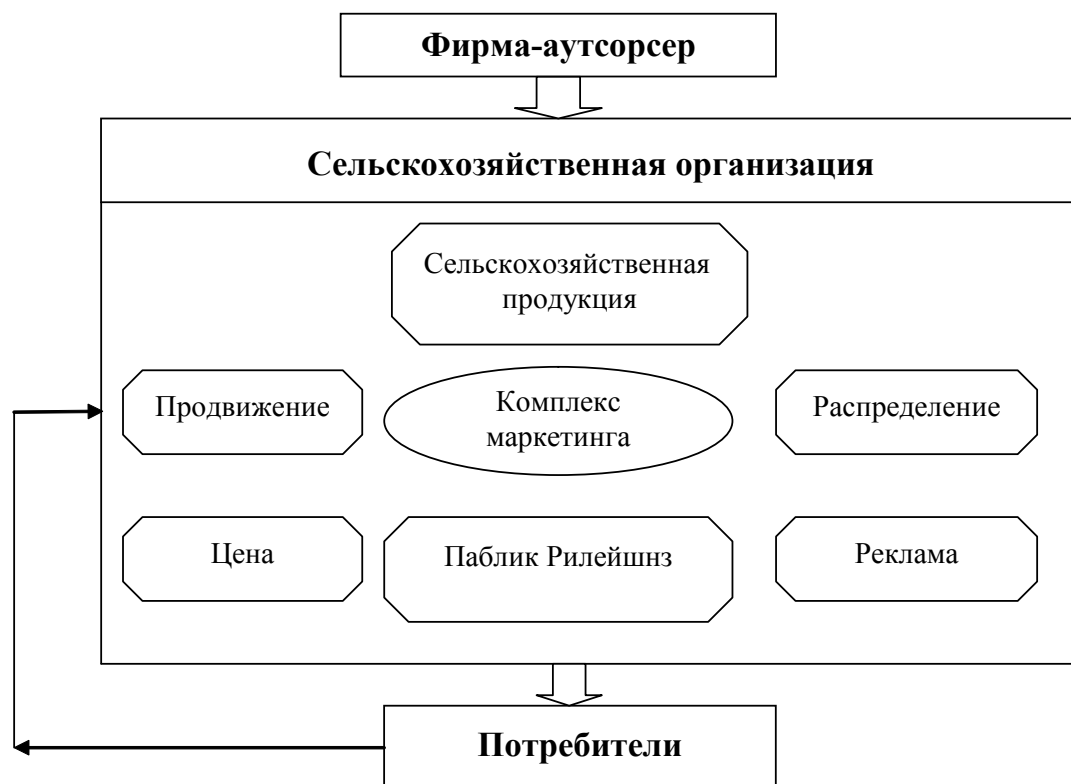 Фирма-аутсорсер
Сельскохозяйственная организация
Сельскохозяйственная
продукция
Продвижение
Комплекс
маркетинга
Распределение
Цена
Паблик Рилейшнз
Реклама
Потребители